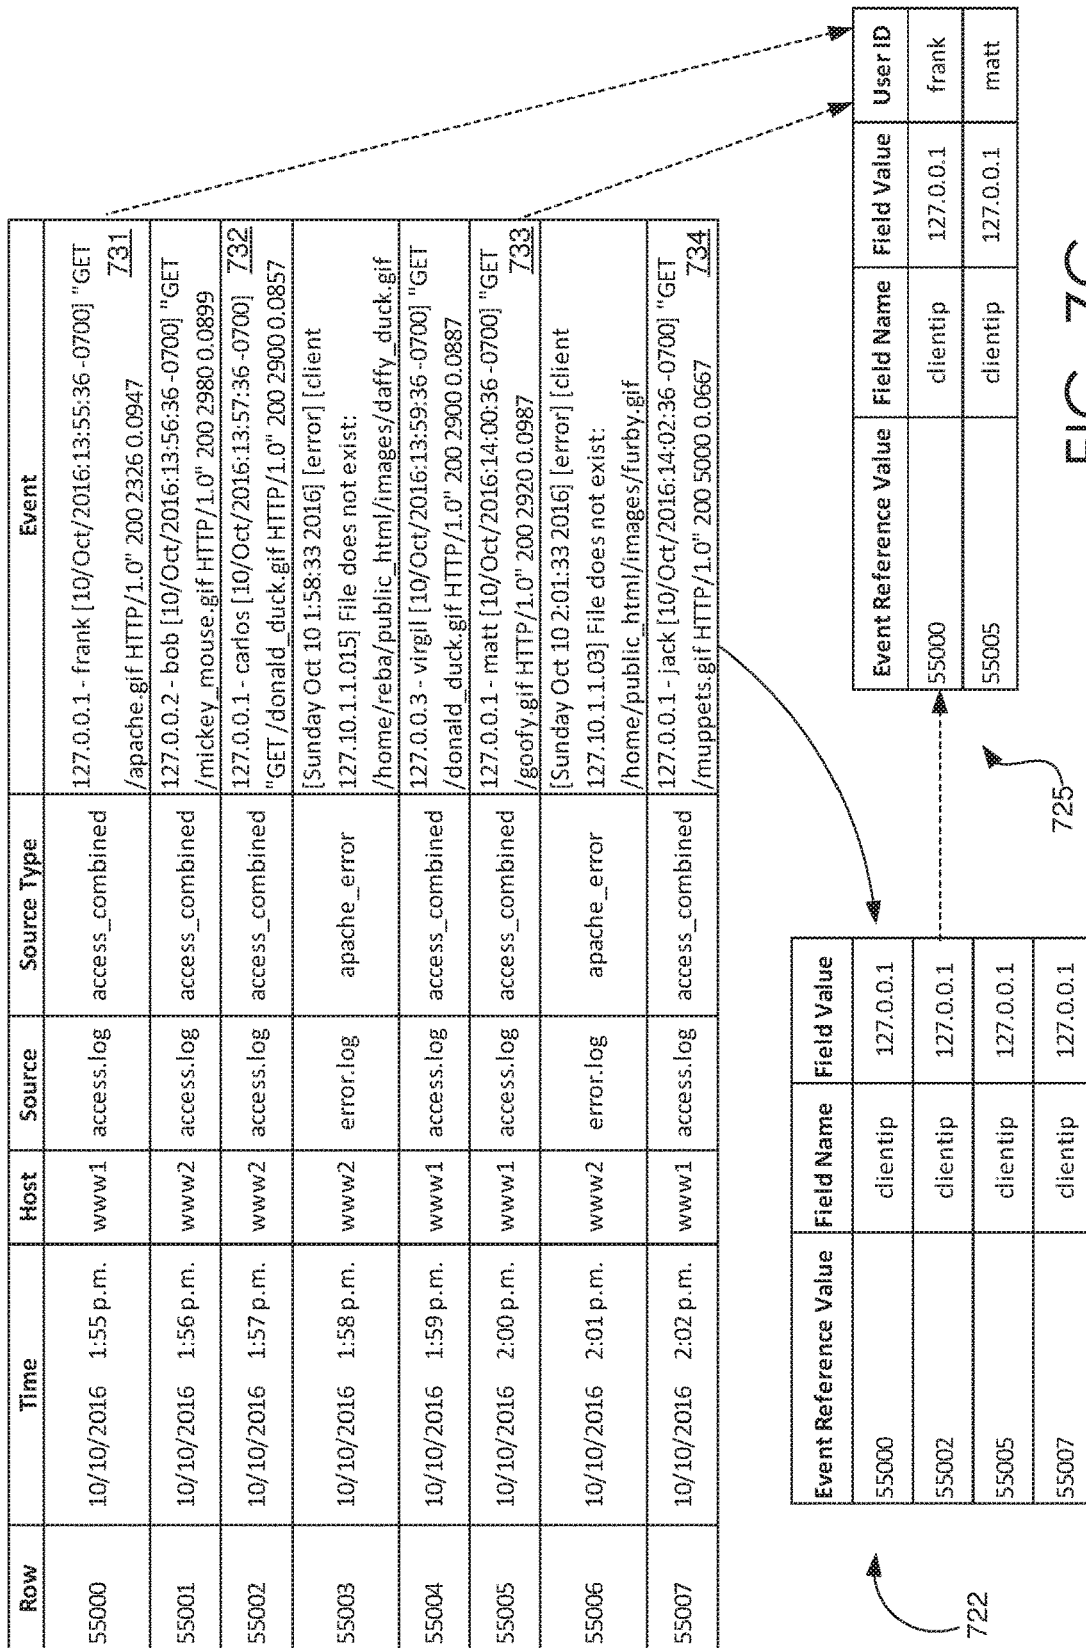 Row Time Host Source Source Type Event
55000 10/10/2016 1:55 p.m. www1 access.log access_combined 127.0.0.1 - frank [10/Oct/2016:13:55:36 -0700] "GET
/apache.gif HTTP/1.0" 200 2326 0.0947 731
55001 10/10/2016 1:56 p.m. www2 access.log access_combined 127.0.0.2 - bob [10/Oct/2016:13:56:36 -0700] "GET
/mickey_mouse.gif HTTP/1.0" 200 2980 0.0899
55002 10/10/2016 1:57 p.m. www2 access.log access_combined 127.0.0.1 - carlos [10/Oct/2016:13:57:36 -0700] 732
"GET /donald_duck.gif HTTP/1.0" 200 2900 0.0857
55003 10/10/2016 1:58 p.m. www2 error.log apache_error [Sunday Oct 10 1:58:33 2016] [error] [client
127.10.1.1.015] File does not exist:
/home/reba/public_html/images/daffy_duck.gif
55004 10/10/2016 1:59 p.m. www1 access.log access_combined 127.0.0.3 - virgil [10/Oct/2016:13:59:36 -0700] "GET
/donald_duck.gif HTTP/1.0" 200 2900 0.0887
55005 10/10/2016 2:00 p.m. www1 access.log access_combined 127.0.0.1 - matt [10/Oct/2016:14:00:36 -0700] "GET
/goofy.gif HTTP/1.0" 200 2920 0.0987 733
55006 10/10/2016 2:01 p.m. www2 error.log apache_error [Sunday Oct 10 2:01:33 2016] [error] [client
127.10.1.1.03] File does not exist:
/home/public_html/images/furby.gif
55007 10/10/2016 2:02 p.m. www1 access.log access_combined 127.0.0.1 - jack [10/Oct/2016:14:02:36 -0700] "GET
/muppets.gif HTTP/1.0" 200 5000 0.0667 734
722
Event Reference Value Field Name Field Value
55000 clientip 127.0.0.1
55002 clientip 127.0.0.1
55005 clientip 127.0.0.1
55007 clientip 127.0.0.1
725
Event Reference Value Field Name Field Value User ID
55000 clientip 127.0.0.1 frank
55005 clientip 127.0.0.1 matt
FIG. 7C